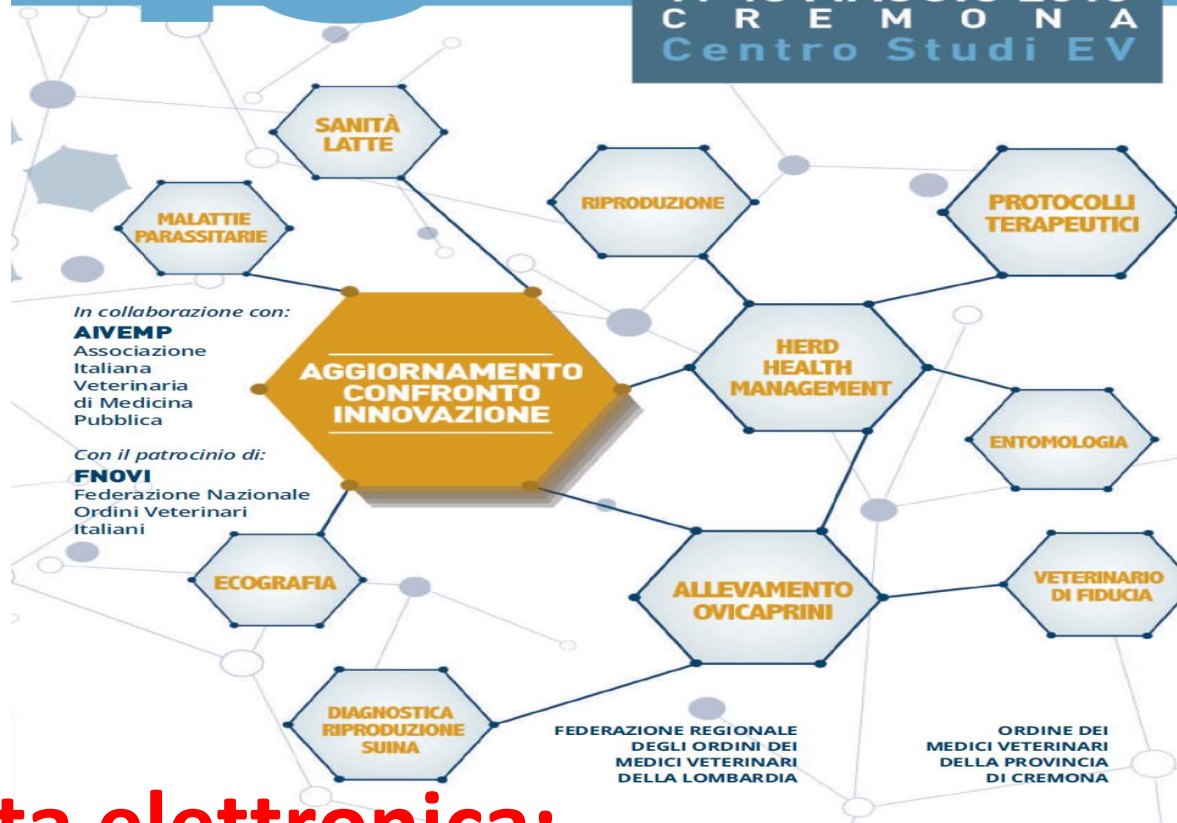 CREMONA
Centro Studi EV
SANITÀ
LATTE
RIPRODUZIONE
PROTOCOLLI
TERAPEUTICI
MALATTIE
PARASSITARIE
In collaborazione con:
AIVEMP
Associazione
Italiana
Veterinaria
di Medicina
Pubblica
AGGIORNAMENTO
CONFRONTO
INNOVAZIONE
HERD
HEALTH
MANAGEMENT
ENTOMOLOGIA
Con il patrocinio di:
FNOVI
Federazione Nazionale
Ordini Veterinari
Italiani
ECOGRAFIA
ALLEVAMENTO
OVICAPRINI
VETERINARIO
DI FIDUCIA
DIAGNOSTICA
RIPRODUZIONE
SUINA
FEDERAZIONE REGIONALE
DEGLI ORDINI DEI
MEDICI VETERINARI
DELLA LOMBARDIA
ORDINE DEI
MEDICI VETERINARI
DELLA PROVINCIA
DI CREMONA
elettronica: